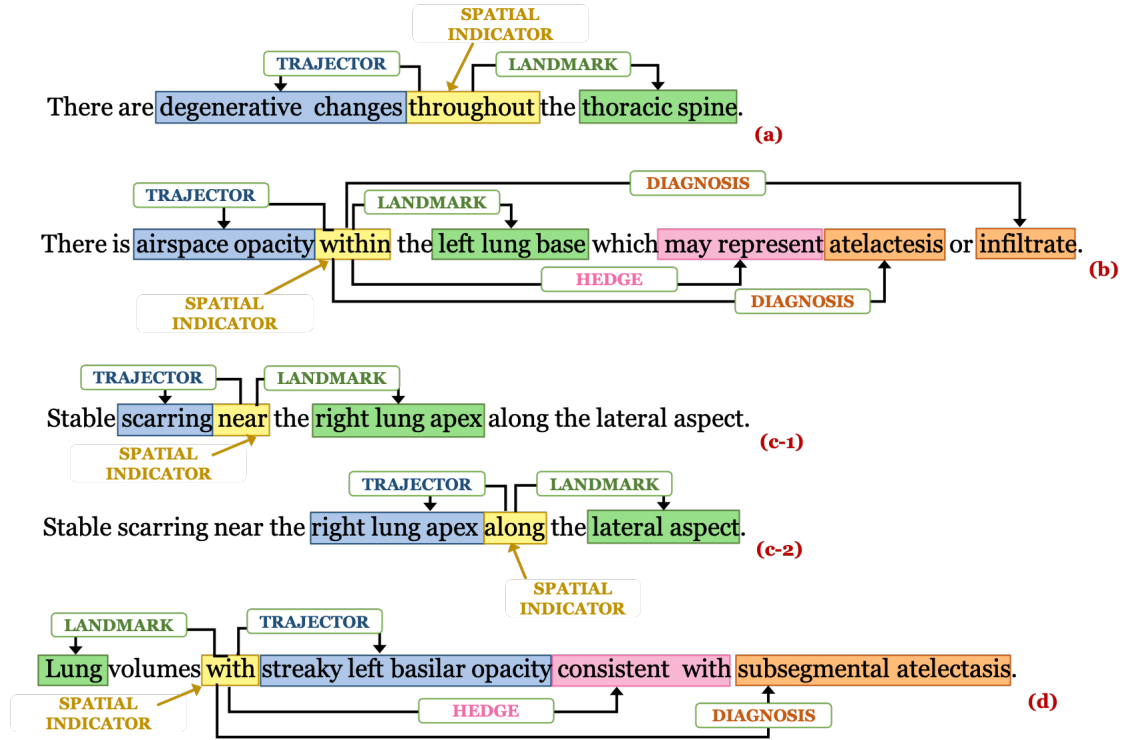 SPATIAL
INDICATOR
TRAJECTOR
LANDMARK
There are degenerative changes throughout the thoracic spine.
(a)
DIAGNOSIS
TRAJECTOR
LANDMARK
There is airspace opacity within the left lung base which may represent atelactesis or infiltrate.
(b)
HEDGE
SPATIAL
INDICATOR
DIAGNOSIS
TRAJECTOR
LANDMARK
Stable scarring near the right lung apex along the lateral aspect.
(c-1)
SPATIAL
INDICATOR
TRAJECTOR
LANDMARK
Stable scarring near the right lung apex along the lateral aspect.
(c-2)
SPATIAL
INDICATOR
LANDMARK
TRAJECTOR
Lung volumes with streaky left basilar opacity consistent with subsegmental atelectasis.
(d)
SPATIAL
INDICATOR
HEDGE
DIAGNOSIS